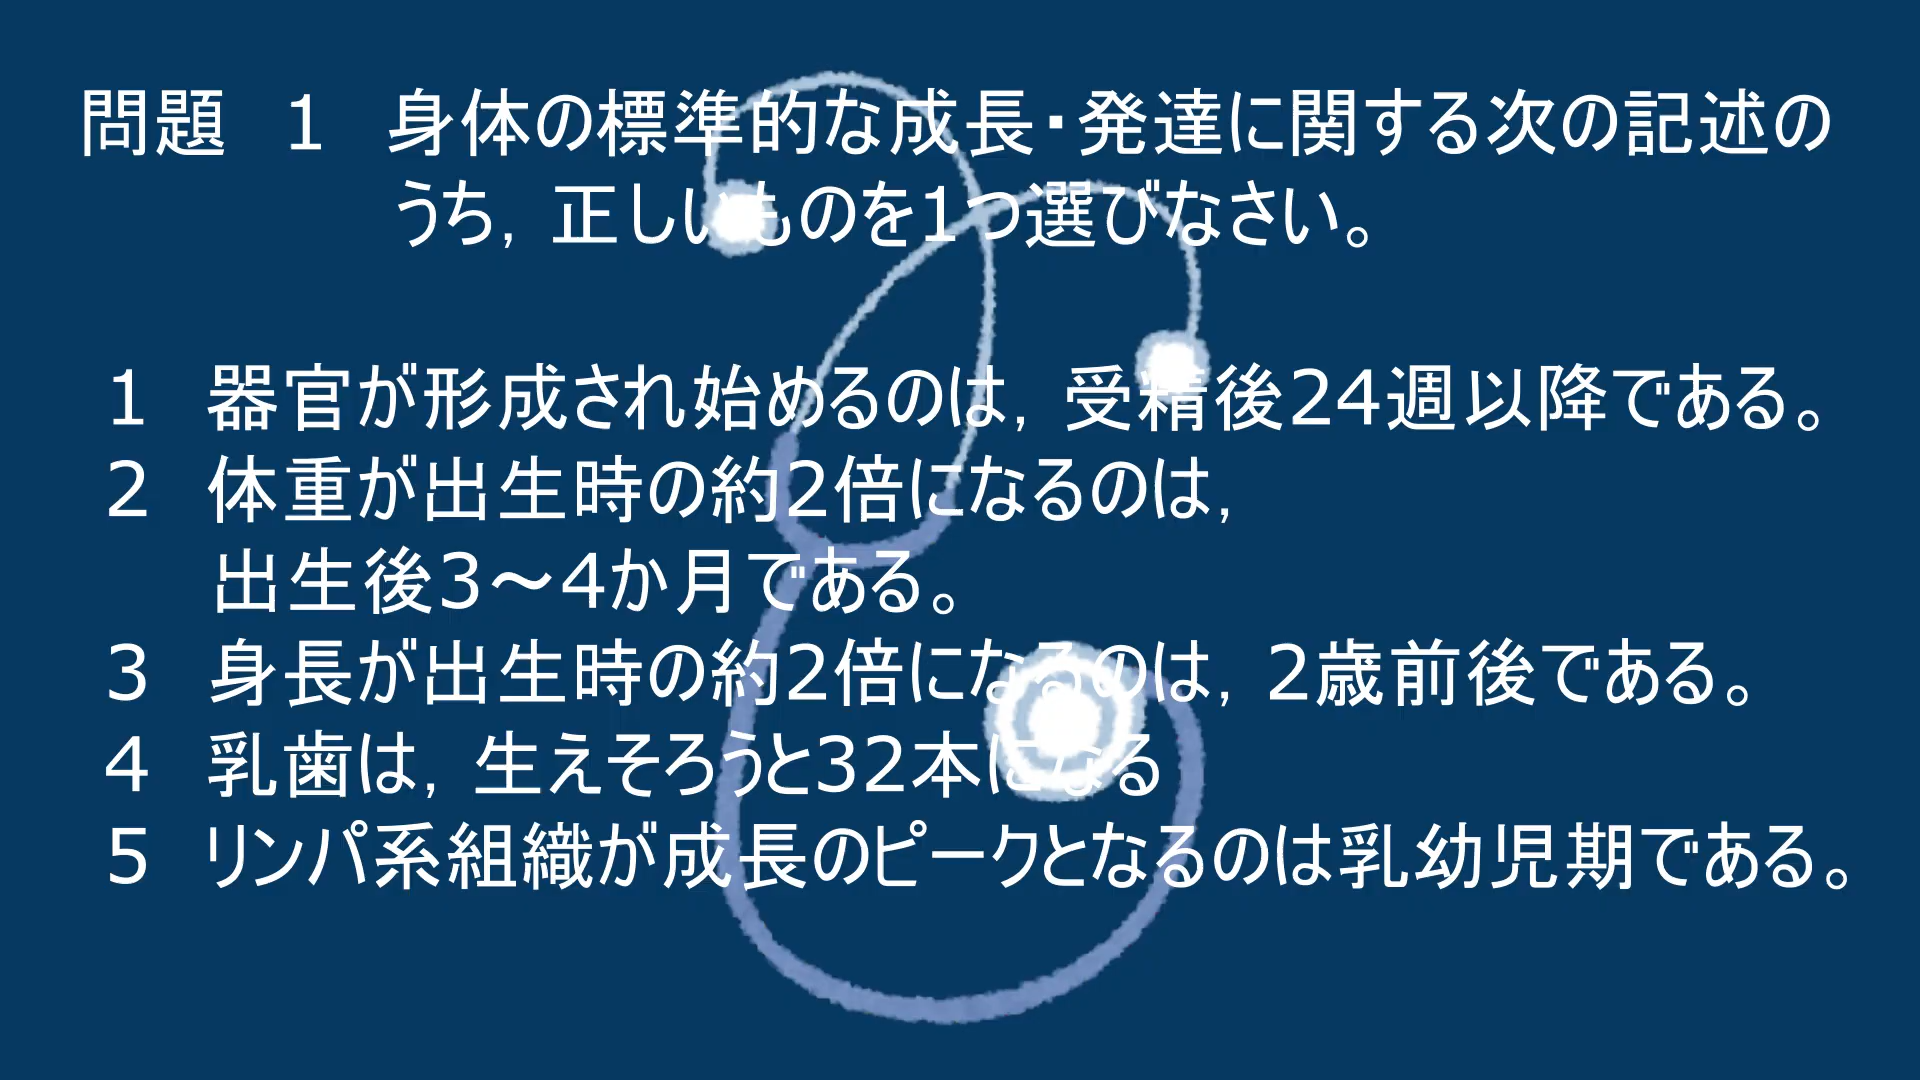 問題　1　身体の標準的な成長・発達に関する次の記述の
うち，正しいものを1つ選びなさい。
1　器官が形成され始めるのは，受精後24週以降である。
2　体重が出生時の約2倍になるのは，
出生後3～4か月である。
3　身長が出生時の約2倍になるのは，2歳前後である。
4　乳歯は，生えそろうと32本になる
5　リンパ系組織が成長のピークとなるのは乳幼児期である。